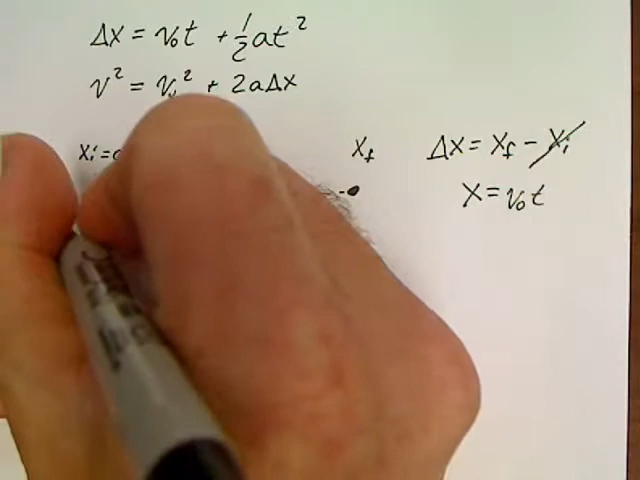 Δx = v₀t + ½at²
v² = v₀² + 2aΔx
xᵢ =
x_f
Δx = x_f - xᵢ
x = v₀t